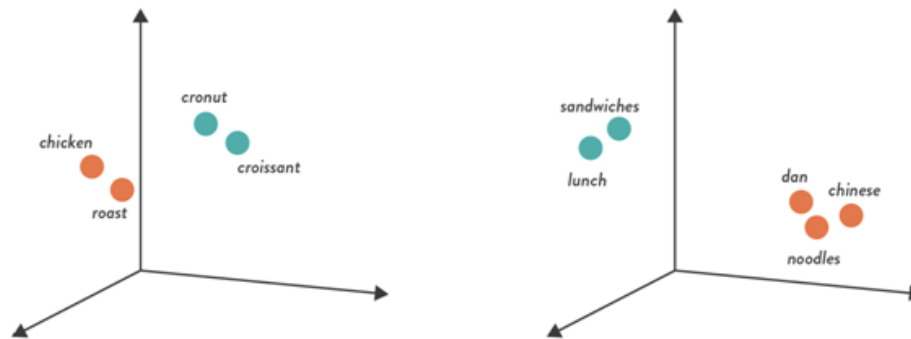 cronut
chicken
croissant
roast
sandwiches
lunch
dan
chinese
noodles